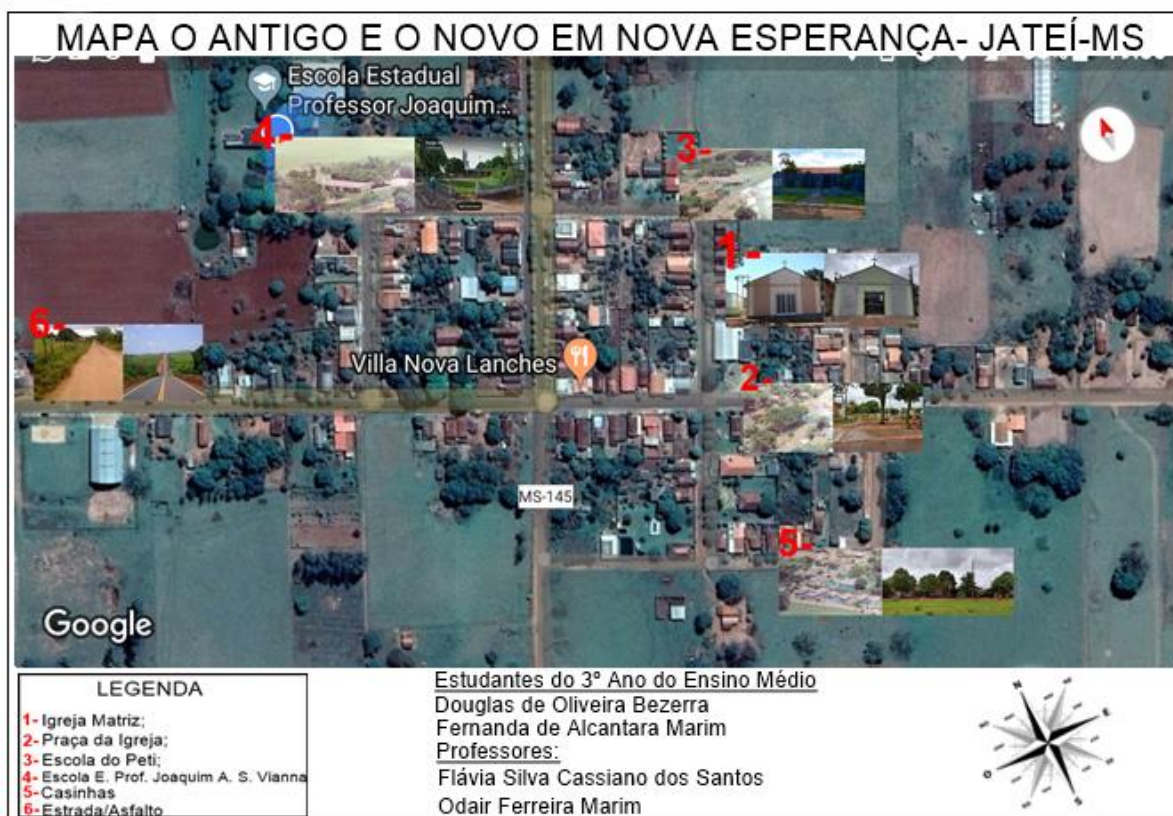 MAPA O ANTIGO E O NOVO EM NOVA ESPERANÇA- JATEÍ-MS
Escola Estadual
Professor Joaquim...
4-
3-
1-
6-
Villa Nova Lanches
2-
MS-145
5-
Google
LEGENDA
1- Igreja Matriz;
2- Praça da Igreja;
3- Escola do Peti;
4- Escola E. Prof. Joaquim A. S. Vianna
5- Casinhas
6- Estrada/Asfalto
Estudantes do 3º Ano do Ensino Médio
Douglas de Oliveira Bezerra
Fernanda de Alcantara Marim
Professores:
Flávia Silva Cassiano dos Santos
Odair Ferreira Marim
N
E
S
O